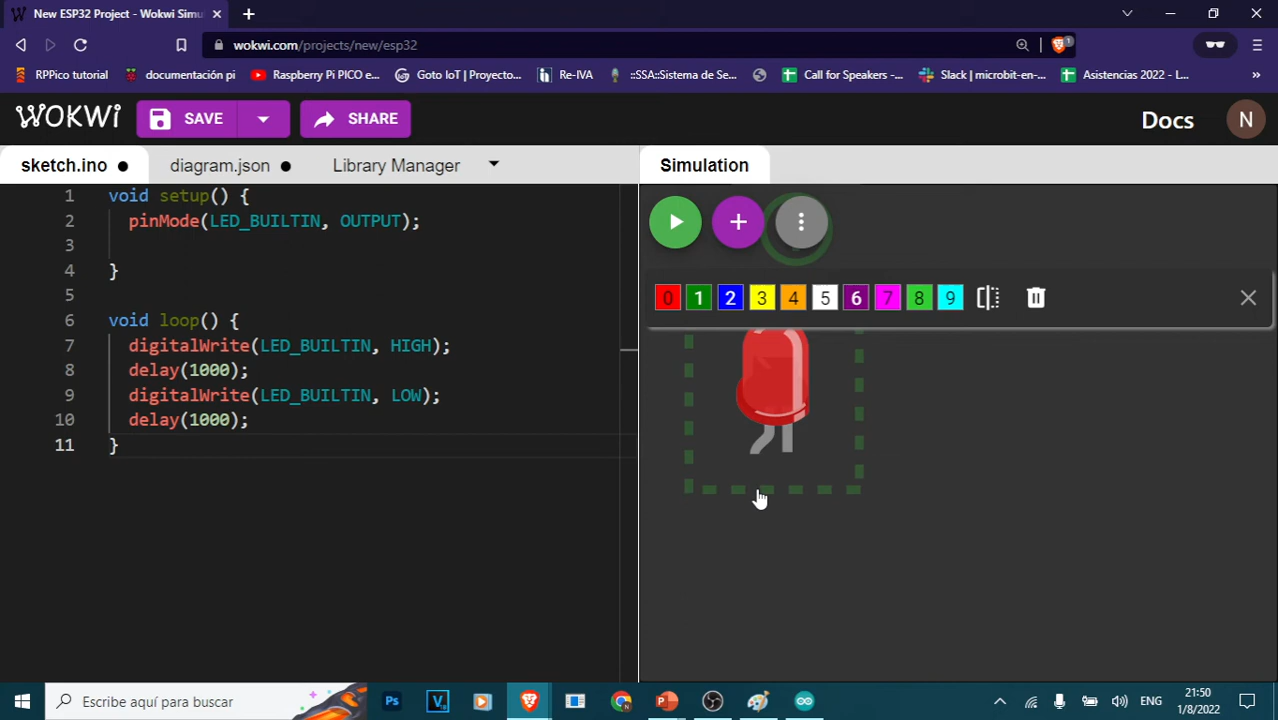 New ESP32 Project - Wokwi Simu
wokwi.com/projects/new/esp32
1
RPPico tutorial
documentación pi
Raspberry Pi PICO e...
Goto IoT | Proyecto...
Re-IVA
::SSA::Sistema de Se...
Call for Speakers -...
Slack | microbit-en-...
Asistencias 2022 - L...
»
WOKWi
SAVE
SHARE
Docs
N
sketch.ino
diagram.json
Library Manager
Simulation
1 void setup() {
2 pinMode(LED_BUILTIN, OUTPUT);
3
4 }
5
6 void loop() {
7 digitalWrite(LED_BUILTIN, HIGH);
8 delay(1000);
9 digitalWrite(LED_BUILTIN, LOW);
10 delay(1000);
11 }
0 1 2 3 4 5 6 7 8 9
Escribe aquí para buscar
Ps
ENG
21:50
1/8/2022